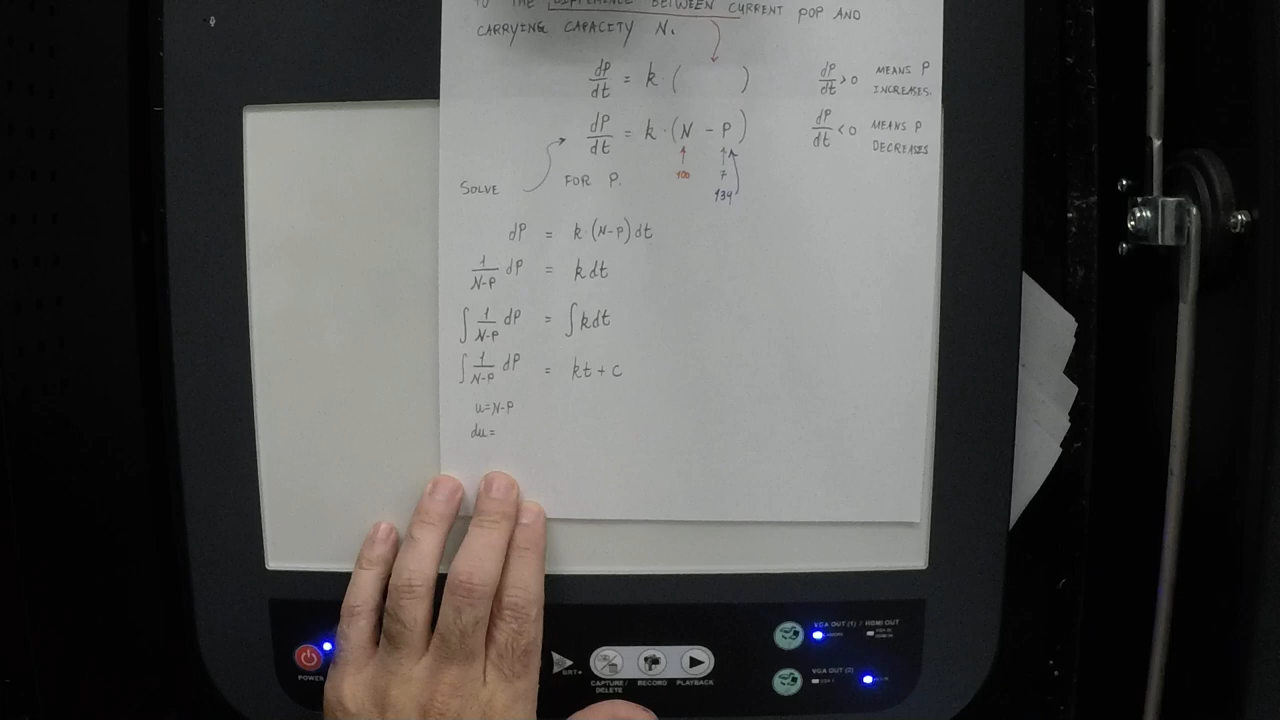 TO THE DIFFERENCE BETWEEN CURRENT POP AND
CARRYING CAPACITY N.
dP/dt = k · (          )
dP/dt > 0 MEANS P
INCREASES.
dP/dt = k · (N - P)
dP/dt < 0 MEANS P
DECREASES
100
7
134
SOLVE FOR P.
dP = k (N-P) dt
1/N-P dP = k dt
∫ 1/N-P dP = ∫ k dt
∫ 1/N-P dP = kt + C
u = N-P
du =
POWER
BRT+
CAPTURE/
DELETE
RECORD
PLAYBACK
VGA OUT (1) / HDMI OUT
VGA OUT (2)